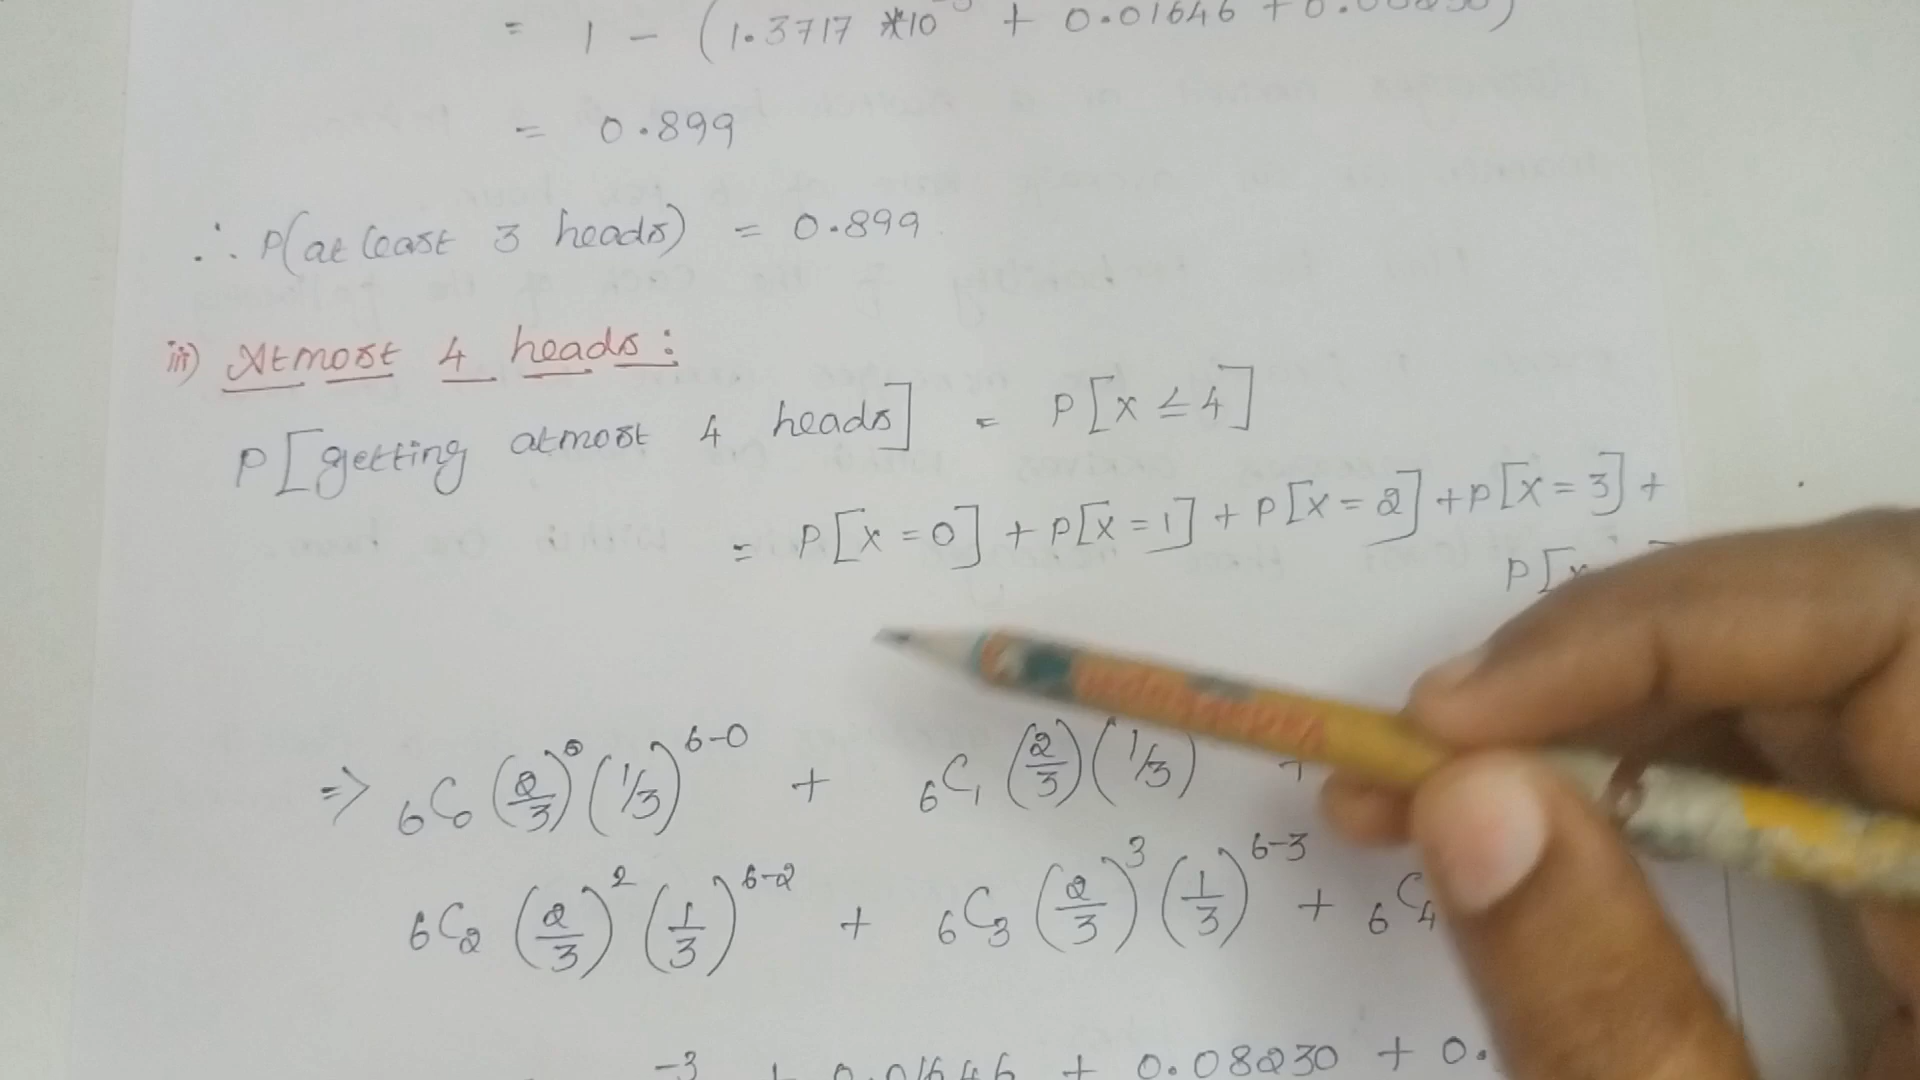 = 1 - (1.3717 *10 + 0.01646 +
= 0.899
∴ P(at least 3 heads) = 0.899
iii) Atmost 4 heads:
P[getting atmost 4 heads] = P[x ≤ 4]
= P[x=0] + P[x=1] + P[x=2] + P[x=3] +
P[x
=> 6C0 (2/3)^0 (1/3)^6-0 + 6C1 (2/3) (1/3) +
6C2 (2/3)^2 (1/3)^6-2 + 6C3 (2/3)^3 (1/3)^6-3 + 6C4
-3 + 0.01646 + 0.08230 + 0.